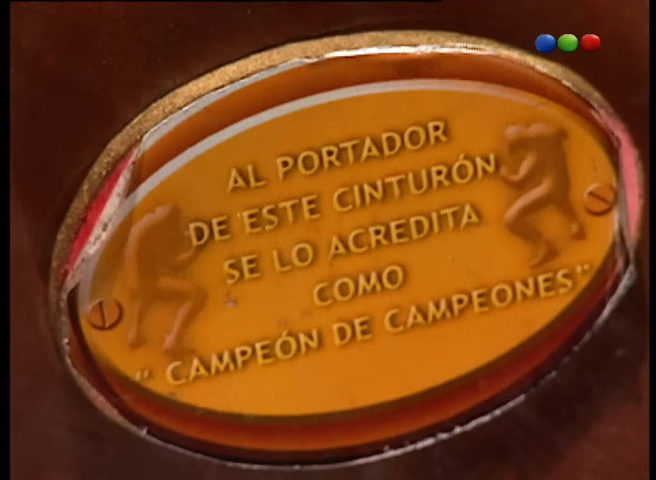 AL PORTADOR
DE ESTE CINTURÓN
SE LO ACREDITA
COMO
“ CAMPEÓN DE CAMPEONES”